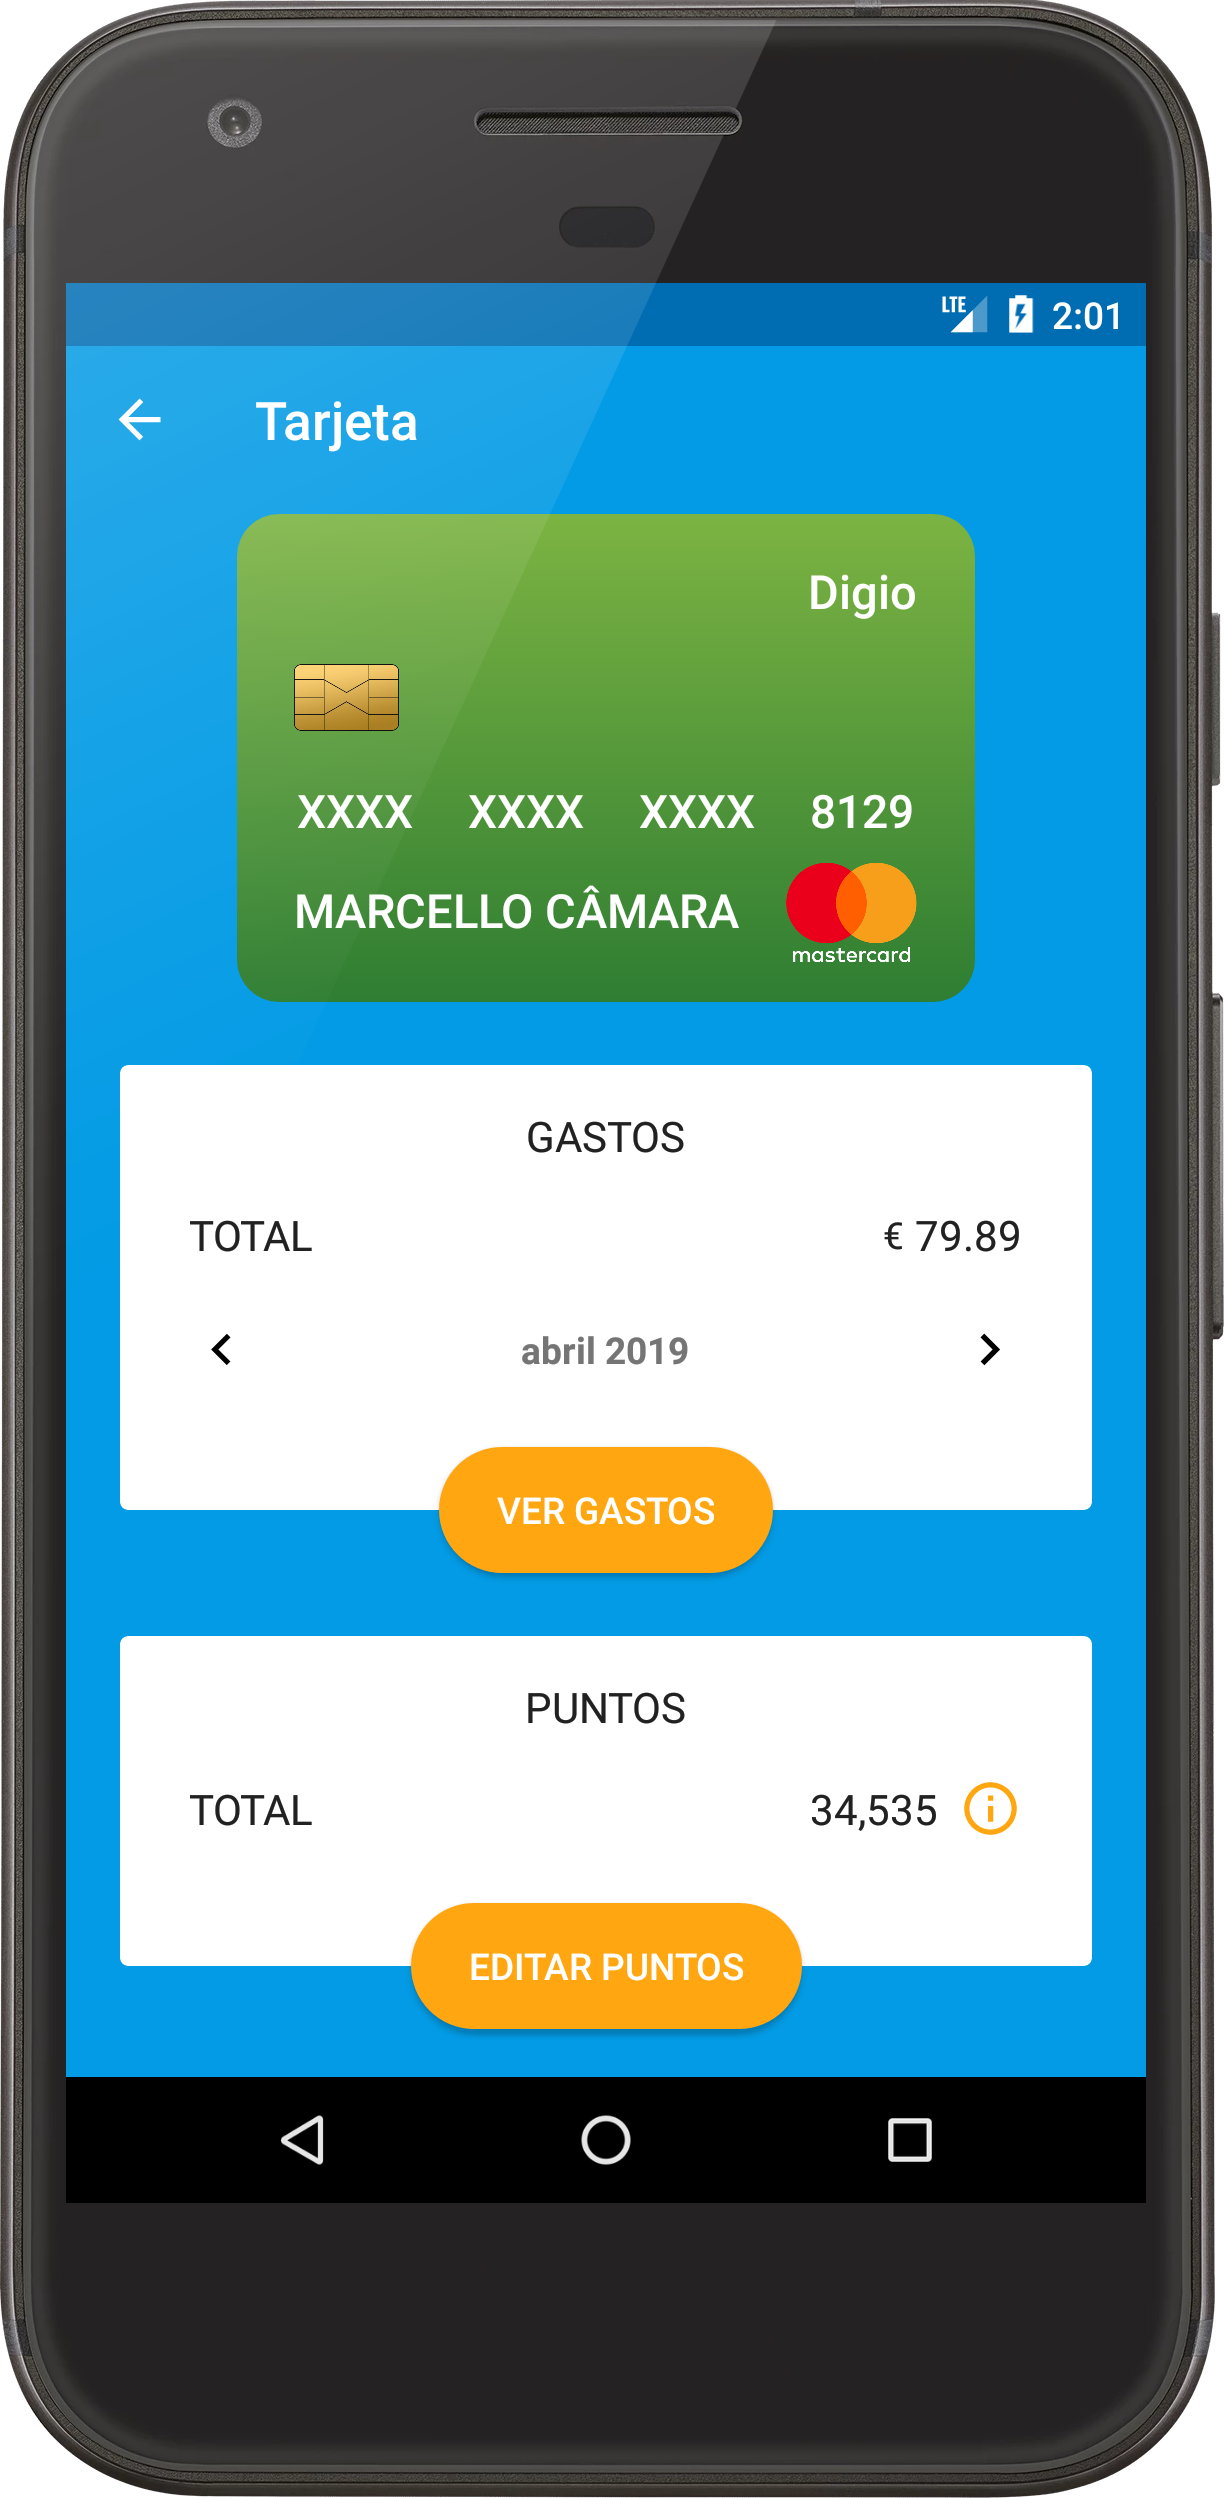 LTE 2:01
Tarjeta
Digio
XXXX XXXX XXXX 8129
MARCELLO CÂMARA
mastercard
GASTOS
TOTAL € 79.89
abril 2019
VER GASTOS
PUNTOS
TOTAL 34,535
EDITAR PUNTOS